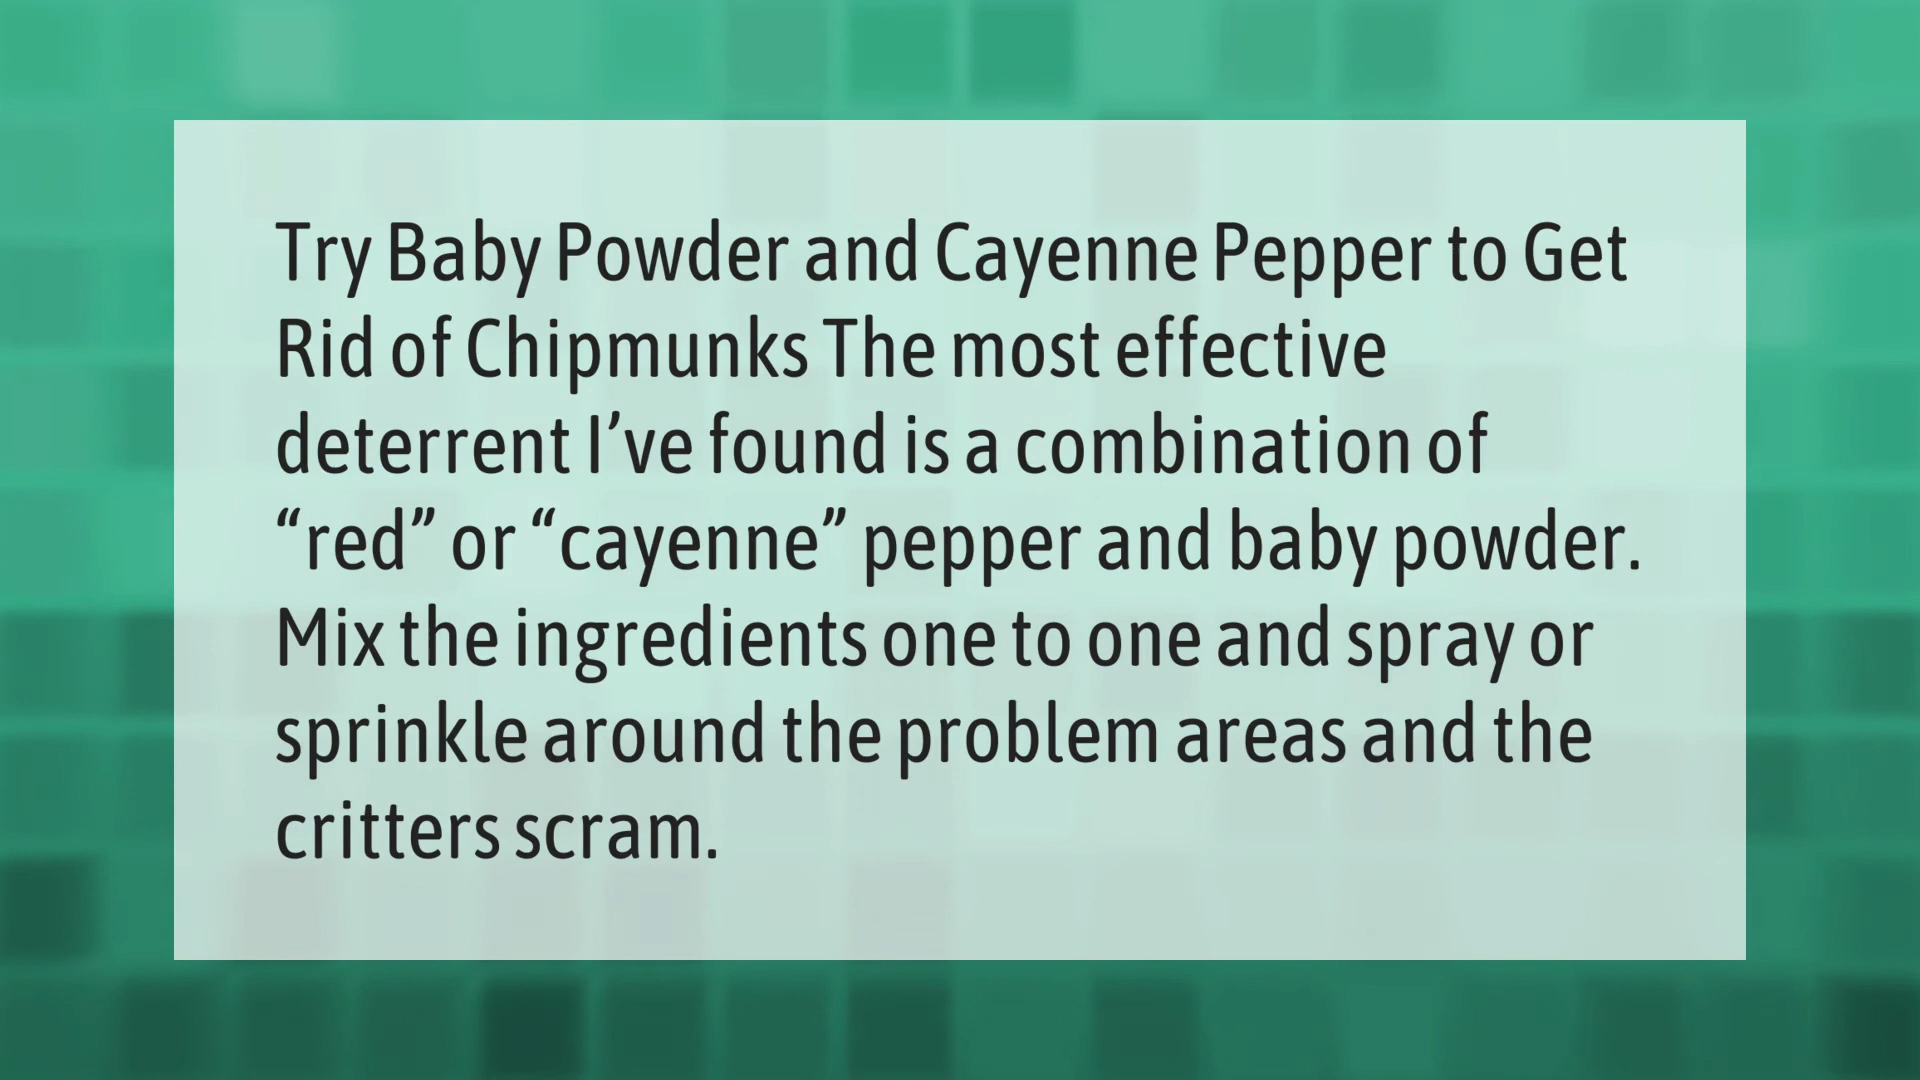 Try Baby Powder and Cayenne Pepper to Get
Rid of Chipmunks The most effective
deterrent I’ve found is a combination of
“red” or “cayenne” pepper and baby powder.
Mix the ingredients one to one and spray or
sprinkle around the problem areas and the
critters scram.